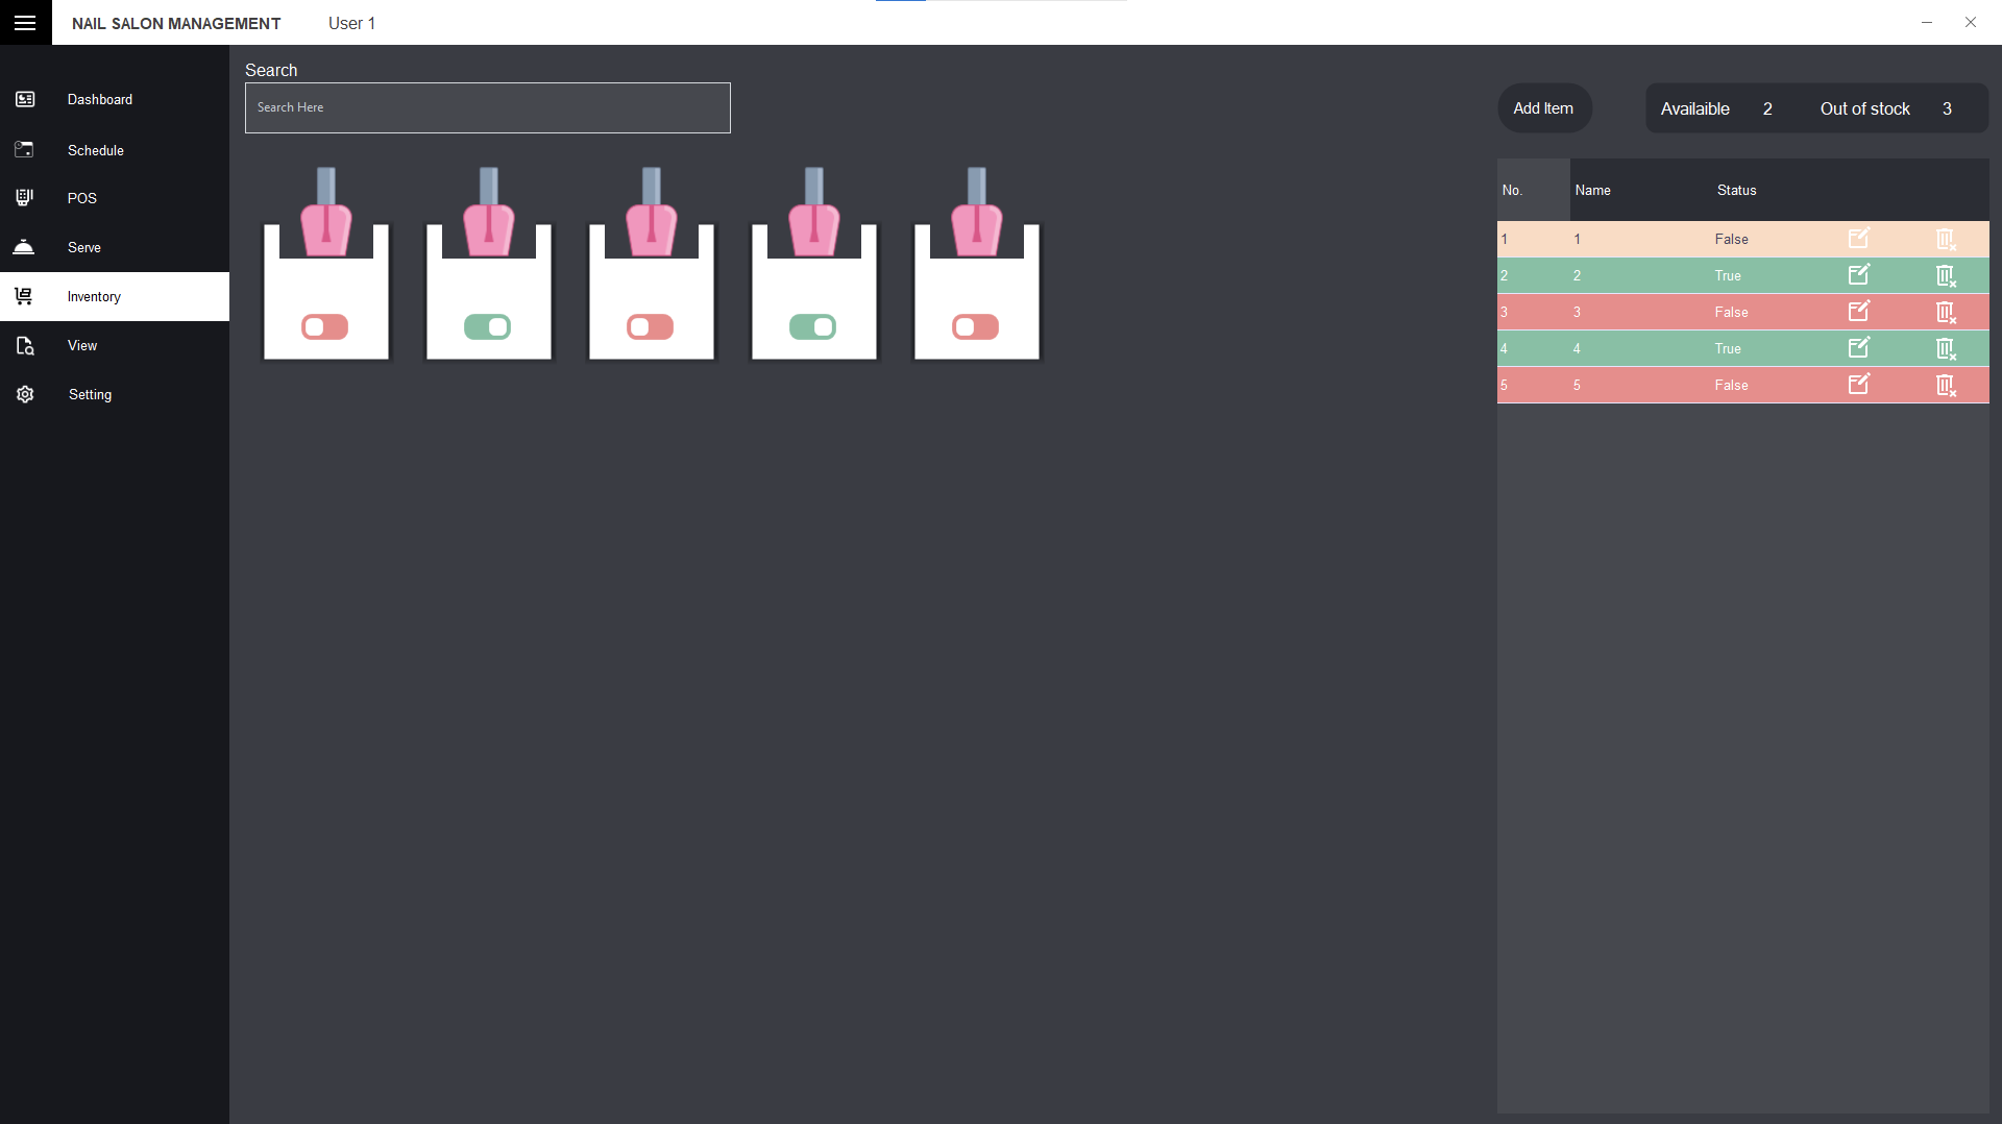 NAIL SALON MANAGEMENT
User 1
Dashboard
Schedule
POS
Serve
Inventory
View
Setting
Search
Search Here
Add Item
Availaible 2 Out of stock 3
No. Name Status
1 1 False
2 2 True
3 3 False
4 4 True
5 5 False